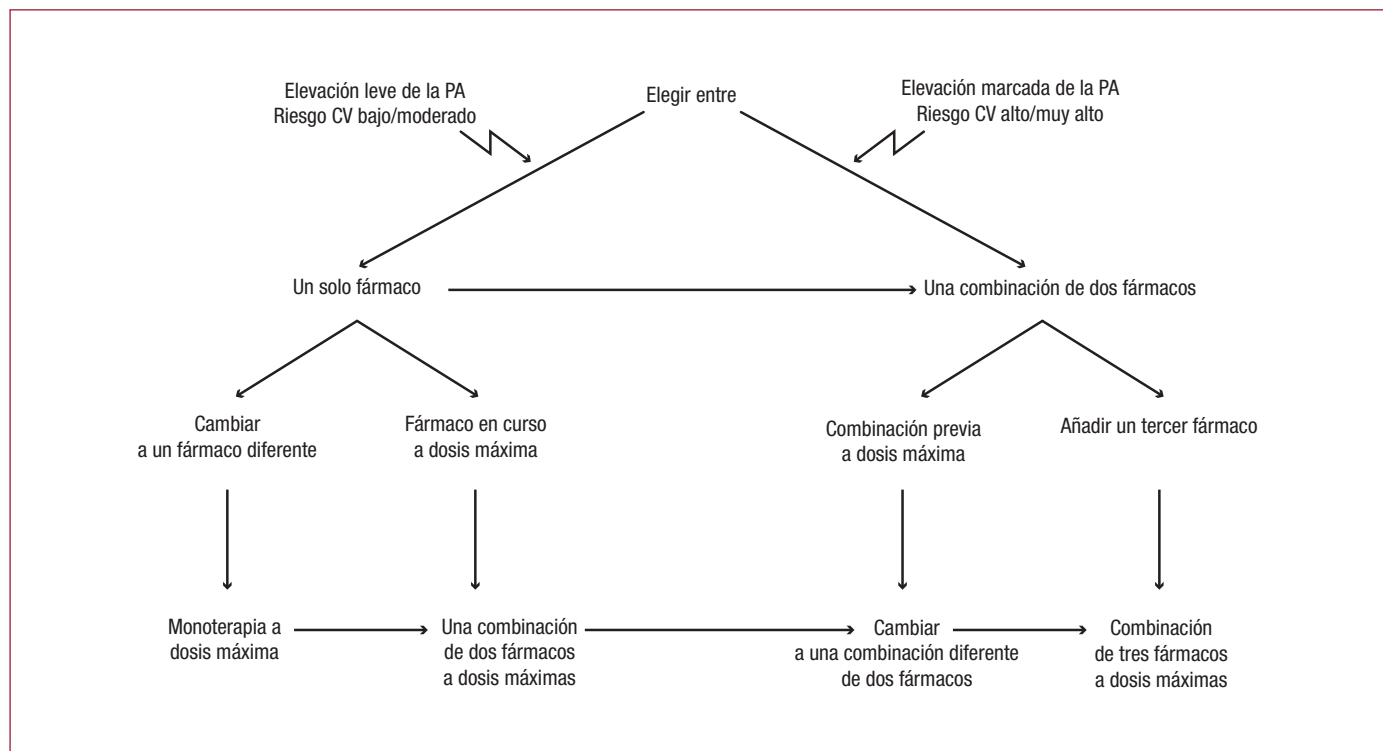 Elevación leve de la PA
Riesgo CV bajo/moderado
Elegir entre
Elevación marcada de la PA
Riesgo CV alto/muy alto
Un solo fármaco
Una combinación de dos fármacos
Cambiar
a un fármaco diferente
Fármaco en curso
a dosis máxima
Combinación previa
a dosis máxima
Añadir un tercer fármaco
Monoterapia a
dosis máxima
Una combinación
de dos fármacos
a dosis máximas
Cambiar
a una combinación diferente
de dos fármacos
Combinación
de tres fármacos
a dosis máximas